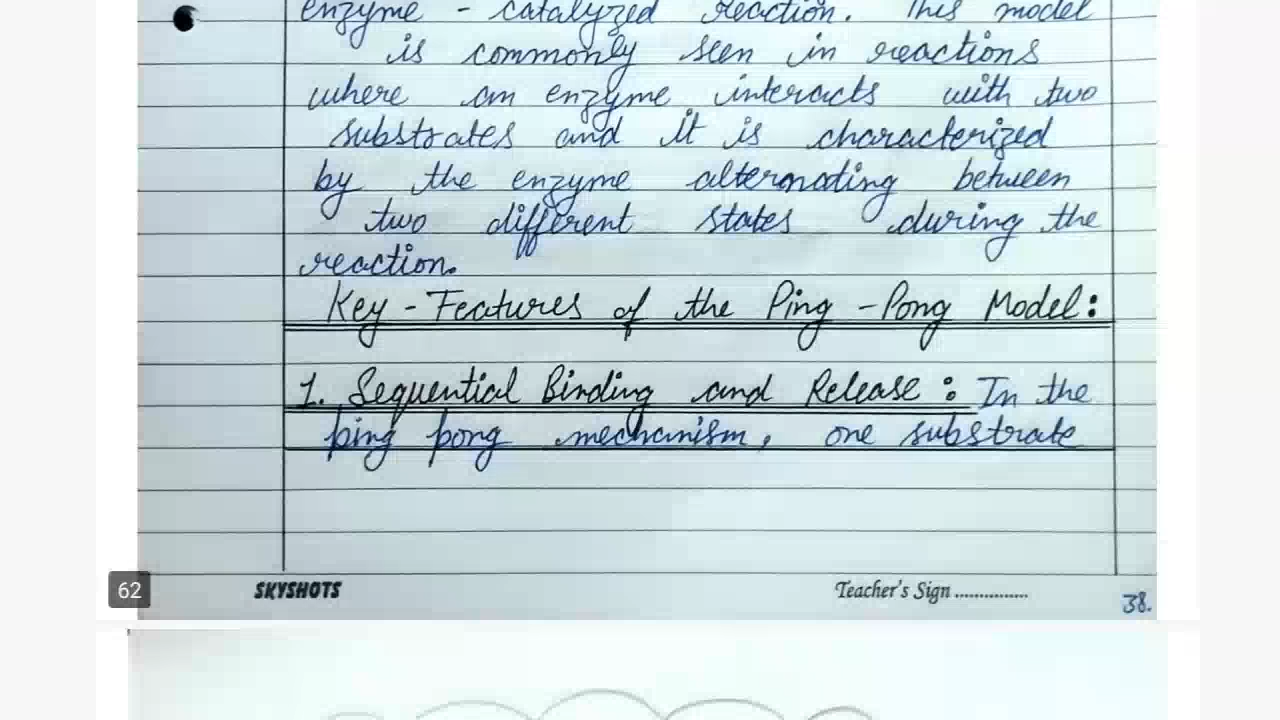 enzyme - catalyzed reaction. This model
is commonly seen in reactions
where an enzyme interacts with two
substrates and it is characterized
by the enzyme alternating between
two different states during the
reaction.
Key - Features of the Ping - Pong Model:
1. Sequential Binding and Release : In the
ping pong mechanism, one substrate
62
SKYSHOTS
Teacher's Sign ...............
38.